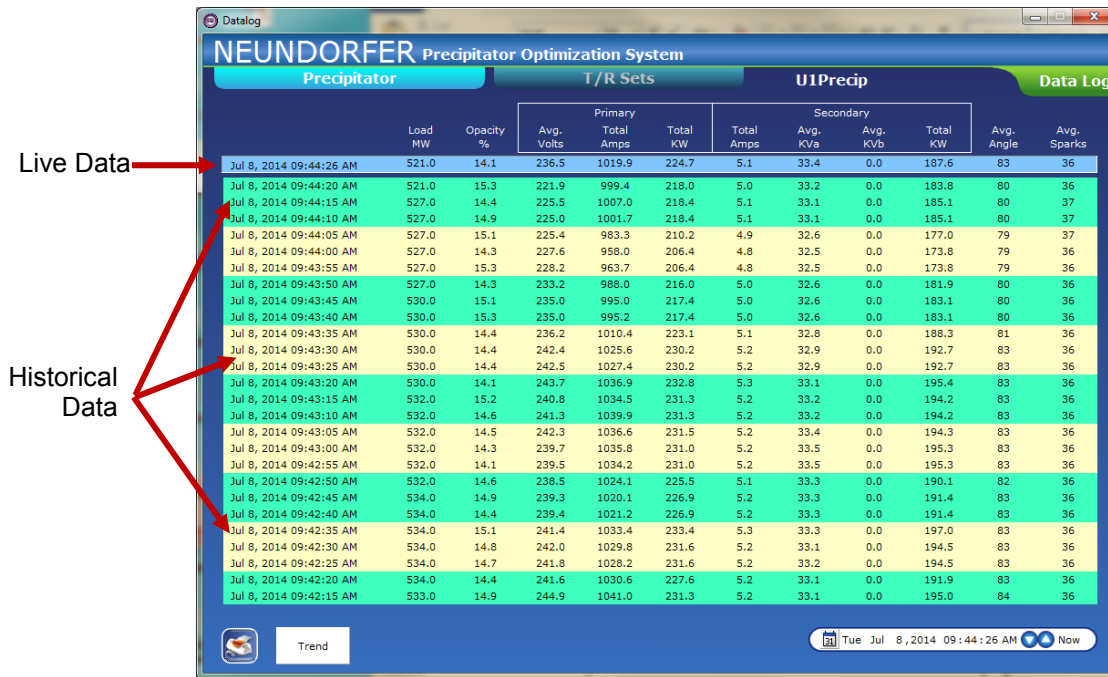 Datalog
NEUNDORFER Precipitator Optimization System
Precipitator T/R Sets U1Precip Data Log
Primary Secondary
Load Opacity Avg. Total Total Total Avg. Avg. Total Avg. Avg.
MW % Volts Amps KW Amps KVa KVb KW Angle Sparks
Live Data
Jul 8, 2014 09:44:26 AM 521.0 14.1 236.5 1019.9 224.7 5.1 33.4 0.0 187.6 83 36
Jul 8, 2014 09:44:20 AM 521.0 15.3 221.9 999.4 218.0 5.0 33.2 0.0 183.8 80 36
Jul 8, 2014 09:44:15 AM 527.0 14.4 225.5 1007.0 218.4 5.1 33.1 0.0 185.1 80 37
Jul 8, 2014 09:44:10 AM 527.0 14.9 225.0 1001.7 218.4 5.1 33.1 0.0 185.1 80 37
Jul 8, 2014 09:44:05 AM 527.0 15.1 225.4 983.3 210.2 4.9 32.6 0.0 177.0 79 37
Jul 8, 2014 09:44:00 AM 527.0 14.3 227.6 958.0 206.4 4.8 32.5 0.0 173.8 79 36
Jul 8, 2014 09:43:55 AM 527.0 15.3 228.2 963.7 206.4 4.8 32.5 0.0 173.8 79 36
Jul 8, 2014 09:43:50 AM 527.0 14.3 233.2 988.0 216.0 5.0 32.6 0.0 181.9 80 36
Jul 8, 2014 09:43:45 AM 530.0 15.1 235.0 995.0 217.4 5.0 32.6 0.0 183.1 80 36
Jul 8, 2014 09:43:40 AM 530.0 15.3 235.0 995.2 217.4 5.0 32.6 0.0 183.1 80 36
Jul 8, 2014 09:43:35 AM 530.0 14.4 236.2 1010.4 223.1 5.1 32.8 0.0 188.3 81 36
Jul 8, 2014 09:43:30 AM 530.0 14.4 242.4 1025.6 230.2 5.2 32.9 0.0 192.7 83 36
Jul 8, 2014 09:43:25 AM 530.0 14.4 242.5 1027.4 230.2 5.2 32.9 0.0 192.7 83 36
Historical
Data
Jul 8, 2014 09:43:20 AM 530.0 14.1 243.7 1036.9 232.8 5.3 33.1 0.0 195.4 83 36
Jul 8, 2014 09:43:15 AM 532.0 15.2 240.8 1034.5 231.3 5.2 33.2 0.0 194.2 83 36
Jul 8, 2014 09:43:10 AM 532.0 14.6 241.3 1039.9 231.3 5.2 33.2 0.0 194.2 83 36
Jul 8, 2014 09:43:05 AM 532.0 14.5 242.3 1036.6 231.5 5.2 33.4 0.0 194.3 83 36
Jul 8, 2014 09:43:00 AM 532.0 14.3 239.7 1035.8 231.0 5.2 33.5 0.0 195.3 83 36
Jul 8, 2014 09:42:55 AM 532.0 14.1 239.5 1034.2 231.0 5.2 33.5 0.0 195.3 83 36
Jul 8, 2014 09:42:50 AM 532.0 14.6 238.5 1024.1 225.5 5.1 33.3 0.0 190.1 82 36
Jul 8, 2014 09:42:45 AM 534.0 14.9 239.3 1020.1 226.9 5.2 33.3 0.0 191.4 83 36
Jul 8, 2014 09:42:40 AM 534.0 14.4 239.4 1021.2 226.9 5.2 33.3 0.0 191.4 83 36
Jul 8, 2014 09:42:35 AM 534.0 15.1 241.4 1033.4 233.4 5.3 33.3 0.0 197.0 83 36
Jul 8, 2014 09:42:30 AM 534.0 14.8 242.0 1029.8 231.6 5.2 33.1 0.0 194.5 83 36
Jul 8, 2014 09:42:25 AM 534.0 14.7 241.8 1028.2 231.6 5.2 33.2 0.0 194.5 83 36
Jul 8, 2014 09:42:20 AM 534.0 14.4 241.6 1030.6 227.6 5.2 33.1 0.0 191.9 83 36
Jul 8, 2014 09:42:15 AM 533.0 14.9 244.9 1041.0 231.3 5.2 33.1 0.0 195.0 84 36
Trend 31 Tue Jul 8,2014 09:44:26 AM Now